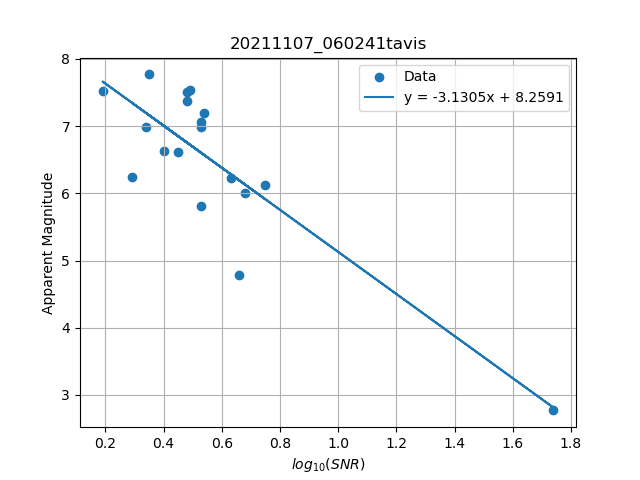 20211107_060241tavis
Data
y = -3.1305x + 8.2591
Apparent Magnitude
8
7
6
5
4
3
0.2 0.4 0.6 0.8 1.0 1.2 1.4 1.6 1.8
log₁₀(SNR)